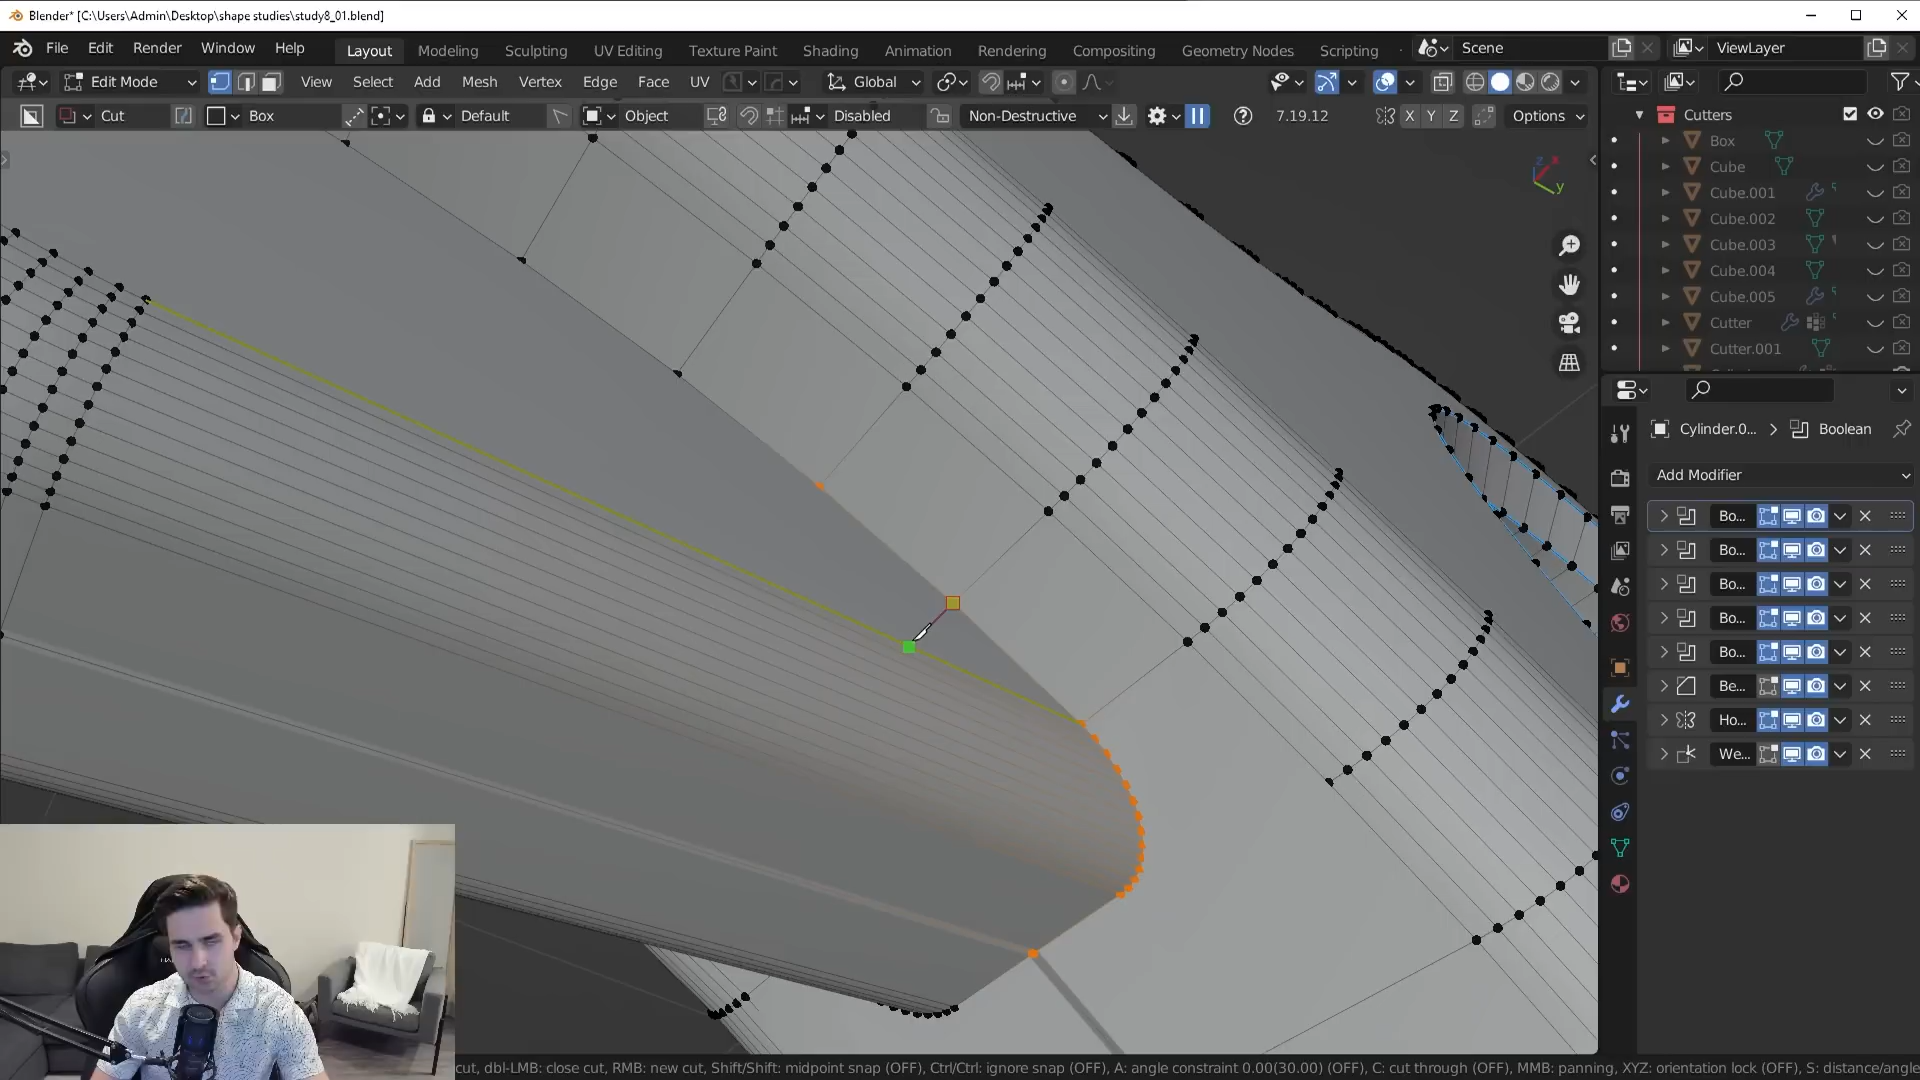 Blender* [C:\Users\Admin\Desktop\shape studies\study8_01.blend]
File Edit Render Window Help Layout Modeling Sculpting UV Editing Texture Paint Shading Animation Rendering Compositing Geometry Nodes Scripting Scene ViewLayer
Edit Mode View Select Add Mesh Vertex Edge Face UV Global
Cut Box Default Object Disabled Non-Destructive 7.19.12 X Y Z Options
Cutters
Box
Cube
Cube.001
Cube.002
Cube.003
Cube.004
Cube.005
Cutter
Cutter.001
Z X Y
Cylinder.0... Boolean
Add Modifier
Bo...
Bo...
Bo...
Bo...
Bo...
Be...
Ho...
We...
cut, dbl-LMB: close cut, RMB: new cut, Shift/Shift: midpoint snap (OFF), Ctrl/Ctrl: ignore snap (OFF), A: angle constraint 0.00(30.00) (OFF), C: cut through (OFF), MMB: panning, XYZ: orientation lock (OFF), S: distance/angle